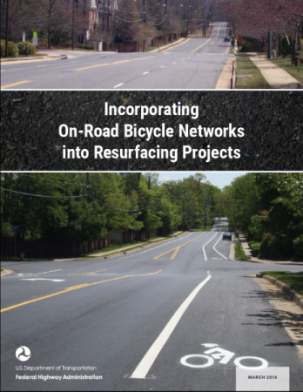 Incorporating
On-Road Bicycle Networks
into Resurfacing Projects
U.S. Department of Transportation
Federal Highway Administration
MARCH 2016